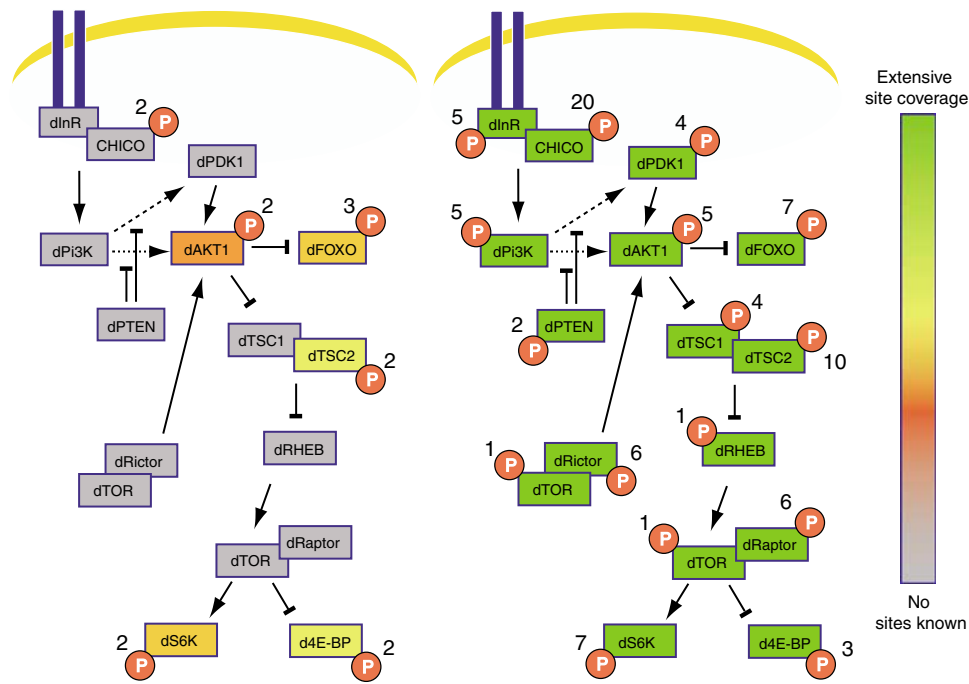 2
P
dInR
CHICO
dPDK1
2
P
3
P
dPi3K
dAKT1
dFOXO
dPTEN
dTSC1
dTSC2
2
P
dRictor
dTOR
dRHEB
dRaptor
dTOR
2
P
dS6K
d4E-BP
2
P
5
P
dInR
20
P
CHICO
4
P
dPDK1
5
P
dPi3K
5
P
dAKT1
7
P
dFOXO
2
P
dPTEN
4
P
dTSC1
dTSC2
P
10
1
P
dRHEB
1
P
dRictor
dTOR
6
P
1
P
dTOR
6
P
dRaptor
7
P
dS6K
d4E-BP
P
3
Extensive
site coverage
No
sites known